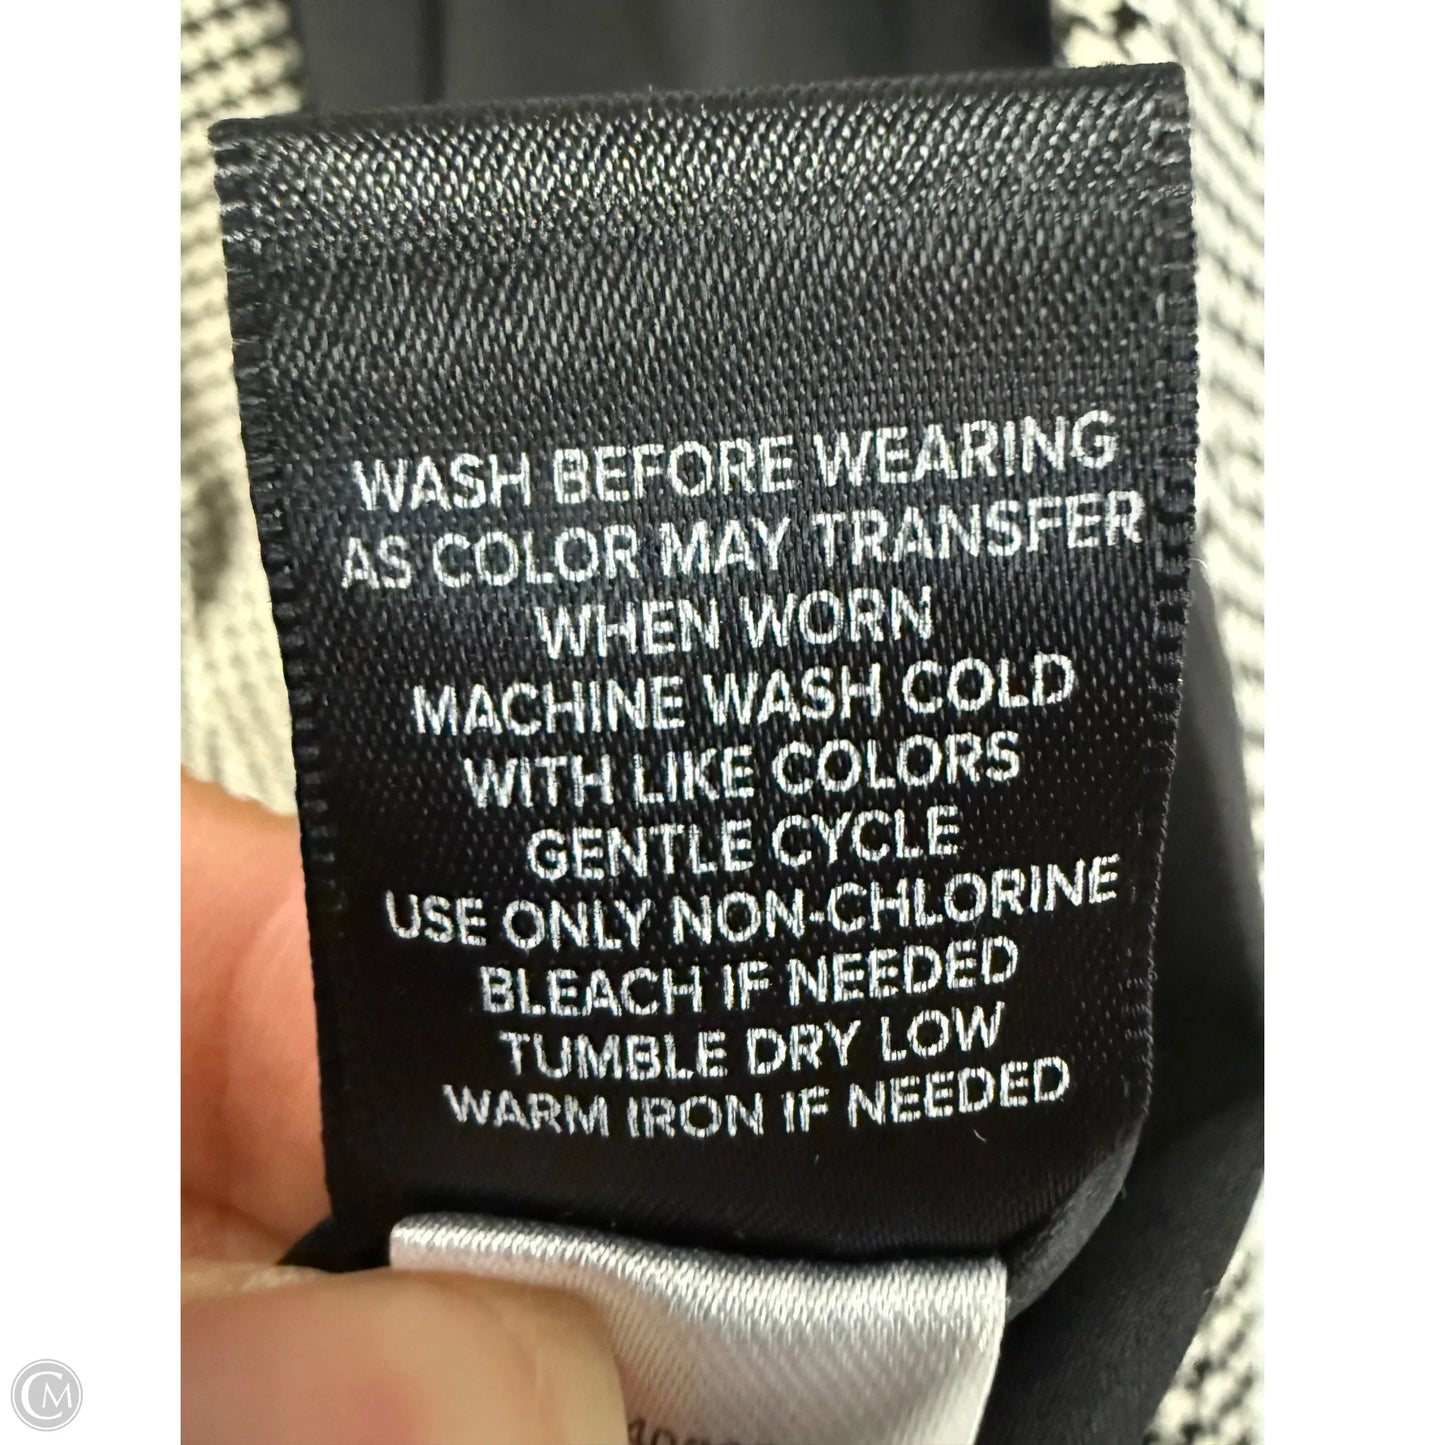 WASH BEFORE WEARING
AS COLOR MAY TRANSFER
WHEN WORN
MACHINE WASH COLD
WITH LIKE COLORS
GENTLE CYCLE
USE ONLY NON-CHLORINE
BLEACH IF NEEDED
TUMBLE DRY LOW
WARM IRON IF NEEDED
CM